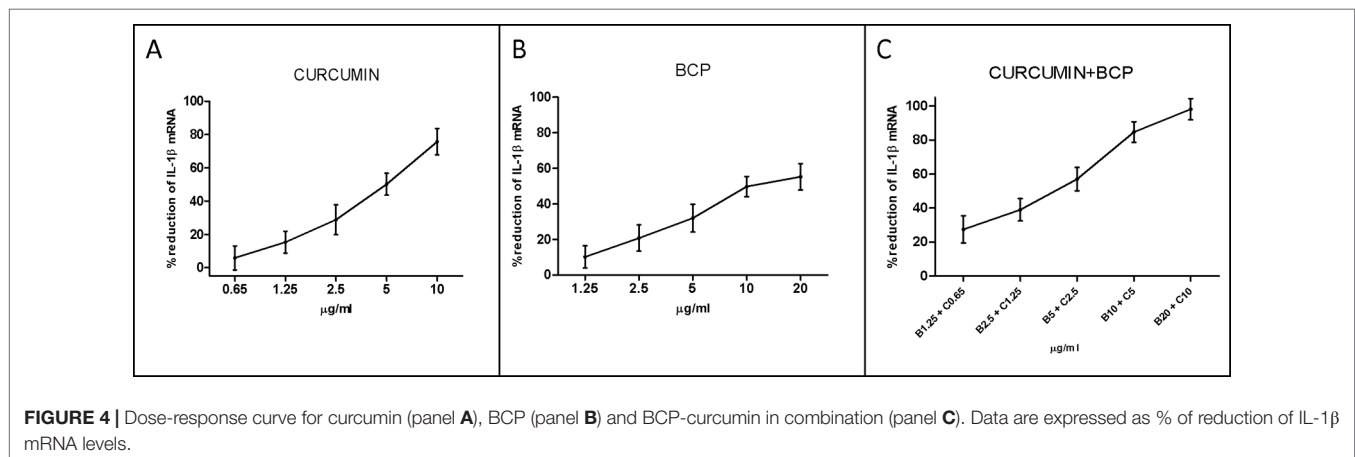 A
CURCUMIN
%reduction of IL-1β mRNA
100
80
60
40
20
0
0.65 1.25 2.5 5 10
μg/ml
B
BCP
%reduction of IL-1β mRNA
100
80
60
40
20
0
1.25 2.5 5 10 20
μg/ml
C
CURCUMIN+BCP
%reduction of IL-1β mRNA
100
80
60
40
20
0
B1.25 + C0.65
B2.5 + C1.25
B5 + C2.5
B10 + C5
B20 + C10
μg/ml
FIGURE 4 | Dose-response curve for curcumin (panel A), BCP (panel B) and BCP-curcumin in combination (panel C). Data are expressed as % of reduction of IL-1β
mRNA levels.